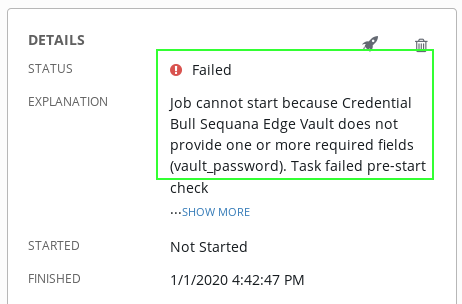 DETAILS
STATUS
Failed
EXPLANATION
Job cannot start because Credential
Bull Sequana Edge Vault does not
provide one or more required fields
(vault_password). Task failed pre-start
check
...SHOW MORE
STARTED
Not Started
FINISHED
1/1/2020 4:42:47 PM